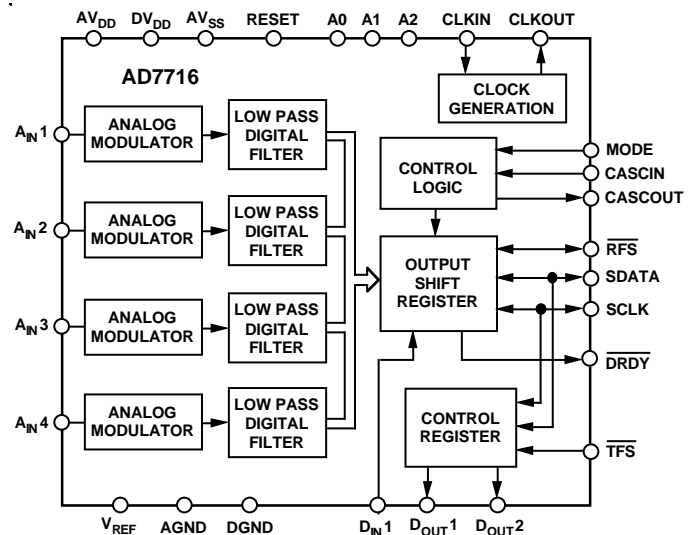 AVDD DVDD AVSS RESET A0 A1 A2 CLKIN CLKOUT
AD7716
CLOCK
GENERATION
AIN1
ANALOG
MODULATOR
LOW PASS
DIGITAL
FILTER
CONTROL
LOGIC
MODE
CASCIN
CASCOUT
AIN2
ANALOG
MODULATOR
LOW PASS
DIGITAL
FILTER
OUTPUT
SHIFT
REGISTER
RFS
SDATA
SCLK
AIN3
ANALOG
MODULATOR
LOW PASS
DIGITAL
FILTER
DRDY
AIN4
ANALOG
MODULATOR
LOW PASS
DIGITAL
FILTER
CONTROL
REGISTER
TFS
VREF AGND DGND DIN1 DOUT1 DOUT2